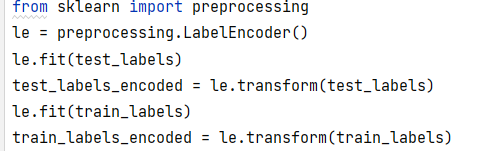 from sklearn import preprocessing
le = preprocessing.LabelEncoder()
le.fit(test_labels)
test_labels_encoded = le.transform(test_labels)
le.fit(train_labels)
train_labels_encoded = le.transform(train_labels)